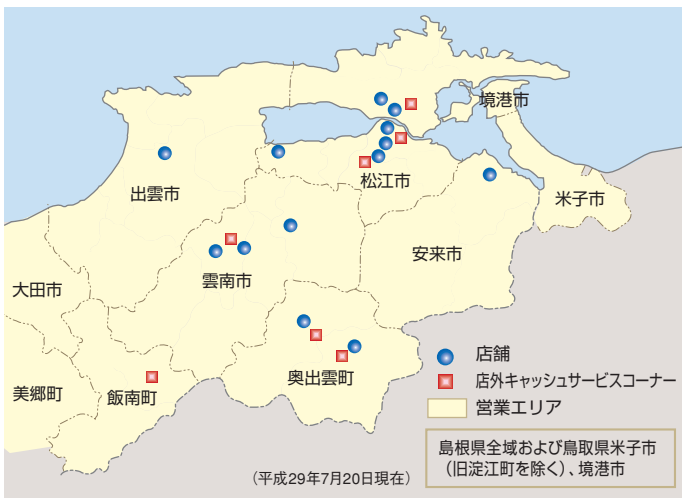 境港市
松江市
出雲市
米子市
安来市
雲南市
大田市
奥出雲町
美郷町
飯南町
店舗
店外キャッシュサービスコーナー
営業エリア
島根県全域および鳥取県米子市
（旧淀江町を除く）、境港市
（平成29年7月20日現在）